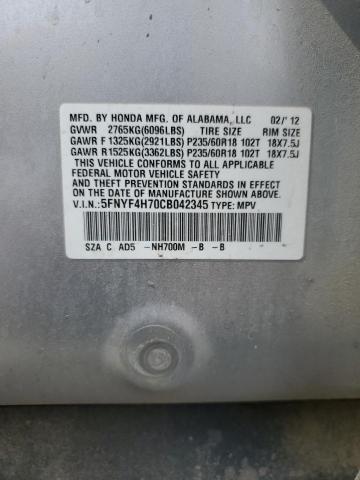 MFD. BY HONDA MFG. OF ALABAMA, LLC 02/'12
GVWR 2765KG(6096LBS) TIRE SIZE RIM SIZE
GAWR F 1325KG(2921LBS) P235/60R18 102T 18X7.5J
GAWR R 1525KG(3362LBS) P235/60R18 102T 18X7.5J
THIS VEHICLE CONFORMS TO ALL APPLICABLE
FEDERAL MOTOR VEHICLE SAFETY STANDARDS IN EFFECT
ON THE DATE OF MANUFACTURE SHOWN ABOVE.
V.I.N.: 5FNYF4H70CB042345 TYPE: MPV
SZA C AD5 -NH700M -B -B